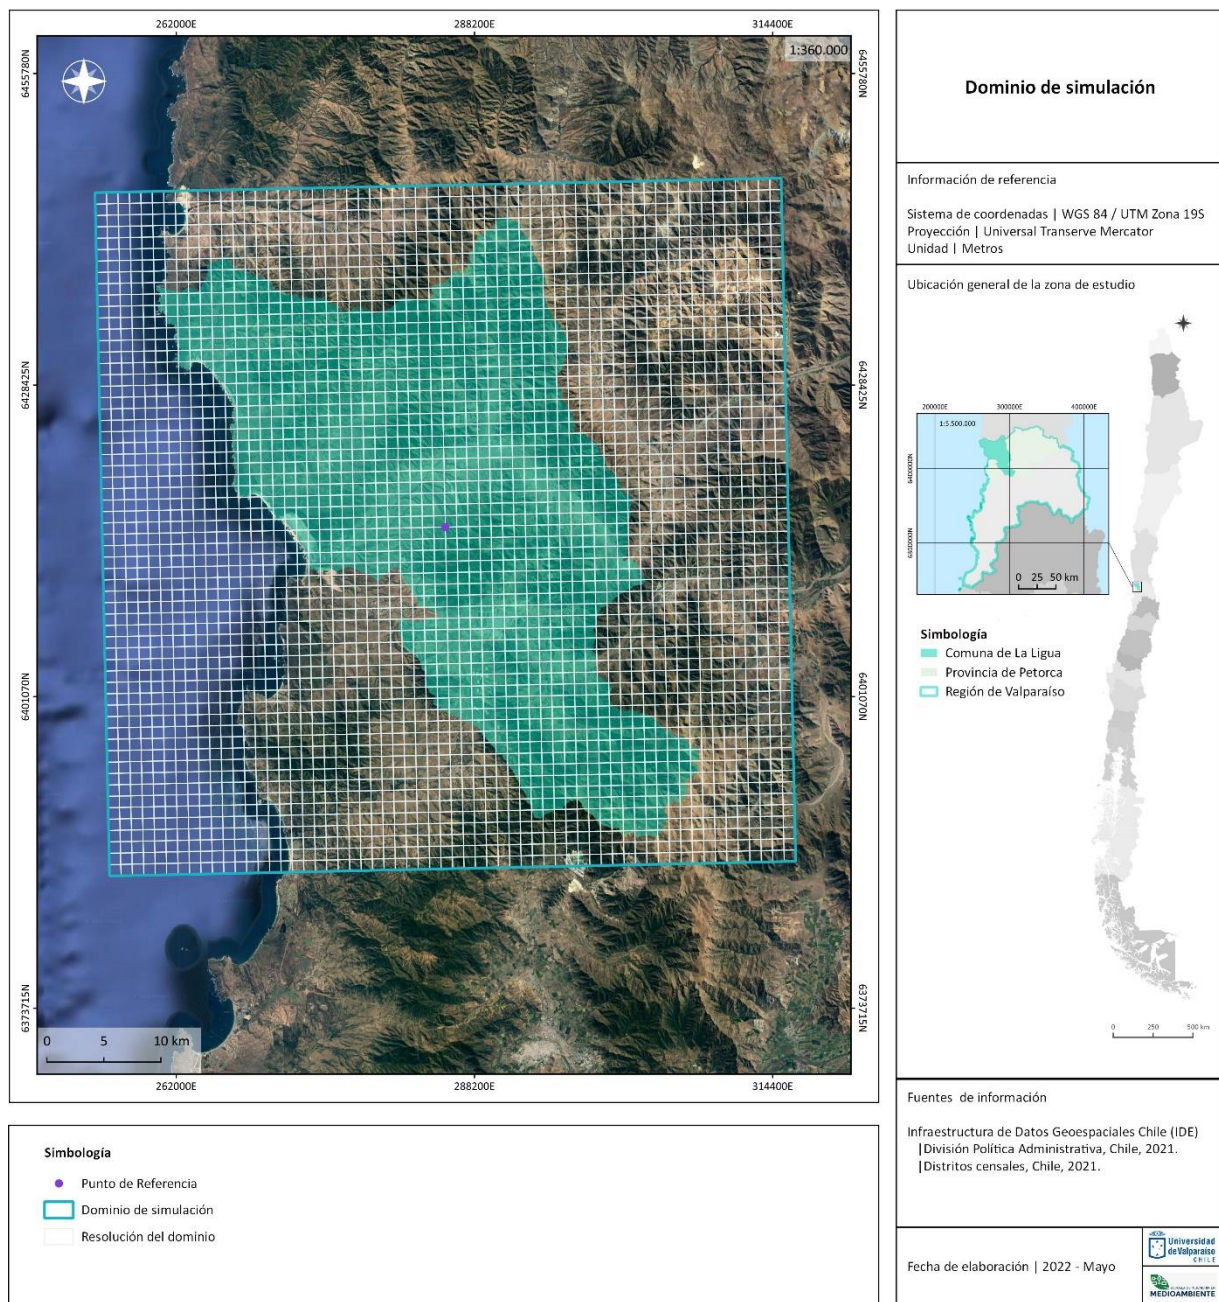 262000E
288200E
314400E
1:360.000
6455780N
6455780N
6428425N
6428425N
6401070N
6401070N
6373715N
6373715N
0 5 10 km
262000E
288200E
314400E
Simbología
Punto de Referencia
Dominio de simulación
Resolución del dominio
Dominio de simulación
Información de referencia
Sistema de coordenadas | WGS 84 / UTM Zona 19S
Proyección | Universal Transerve Mercator
Unidad | Metros
Ubicación general de la zona de estudio
200000E
300000E
400000E
1:5.500.000
0 25 50 km
Simbología
Comuna de La Ligua
Provincia de Petorca
Región de Valparaíso
0 250 500 km
Fuentes de información
Infraestructura de Datos Geoespaciales Chile (IDE)
|División Política Administrativa, Chile, 2021.
|Distritos censales, Chile, 2021.
Fecha de elaboración | 2022 - Mayo
Universidad
de Valparaíso
CHILE
MEDIOAMBIENTE